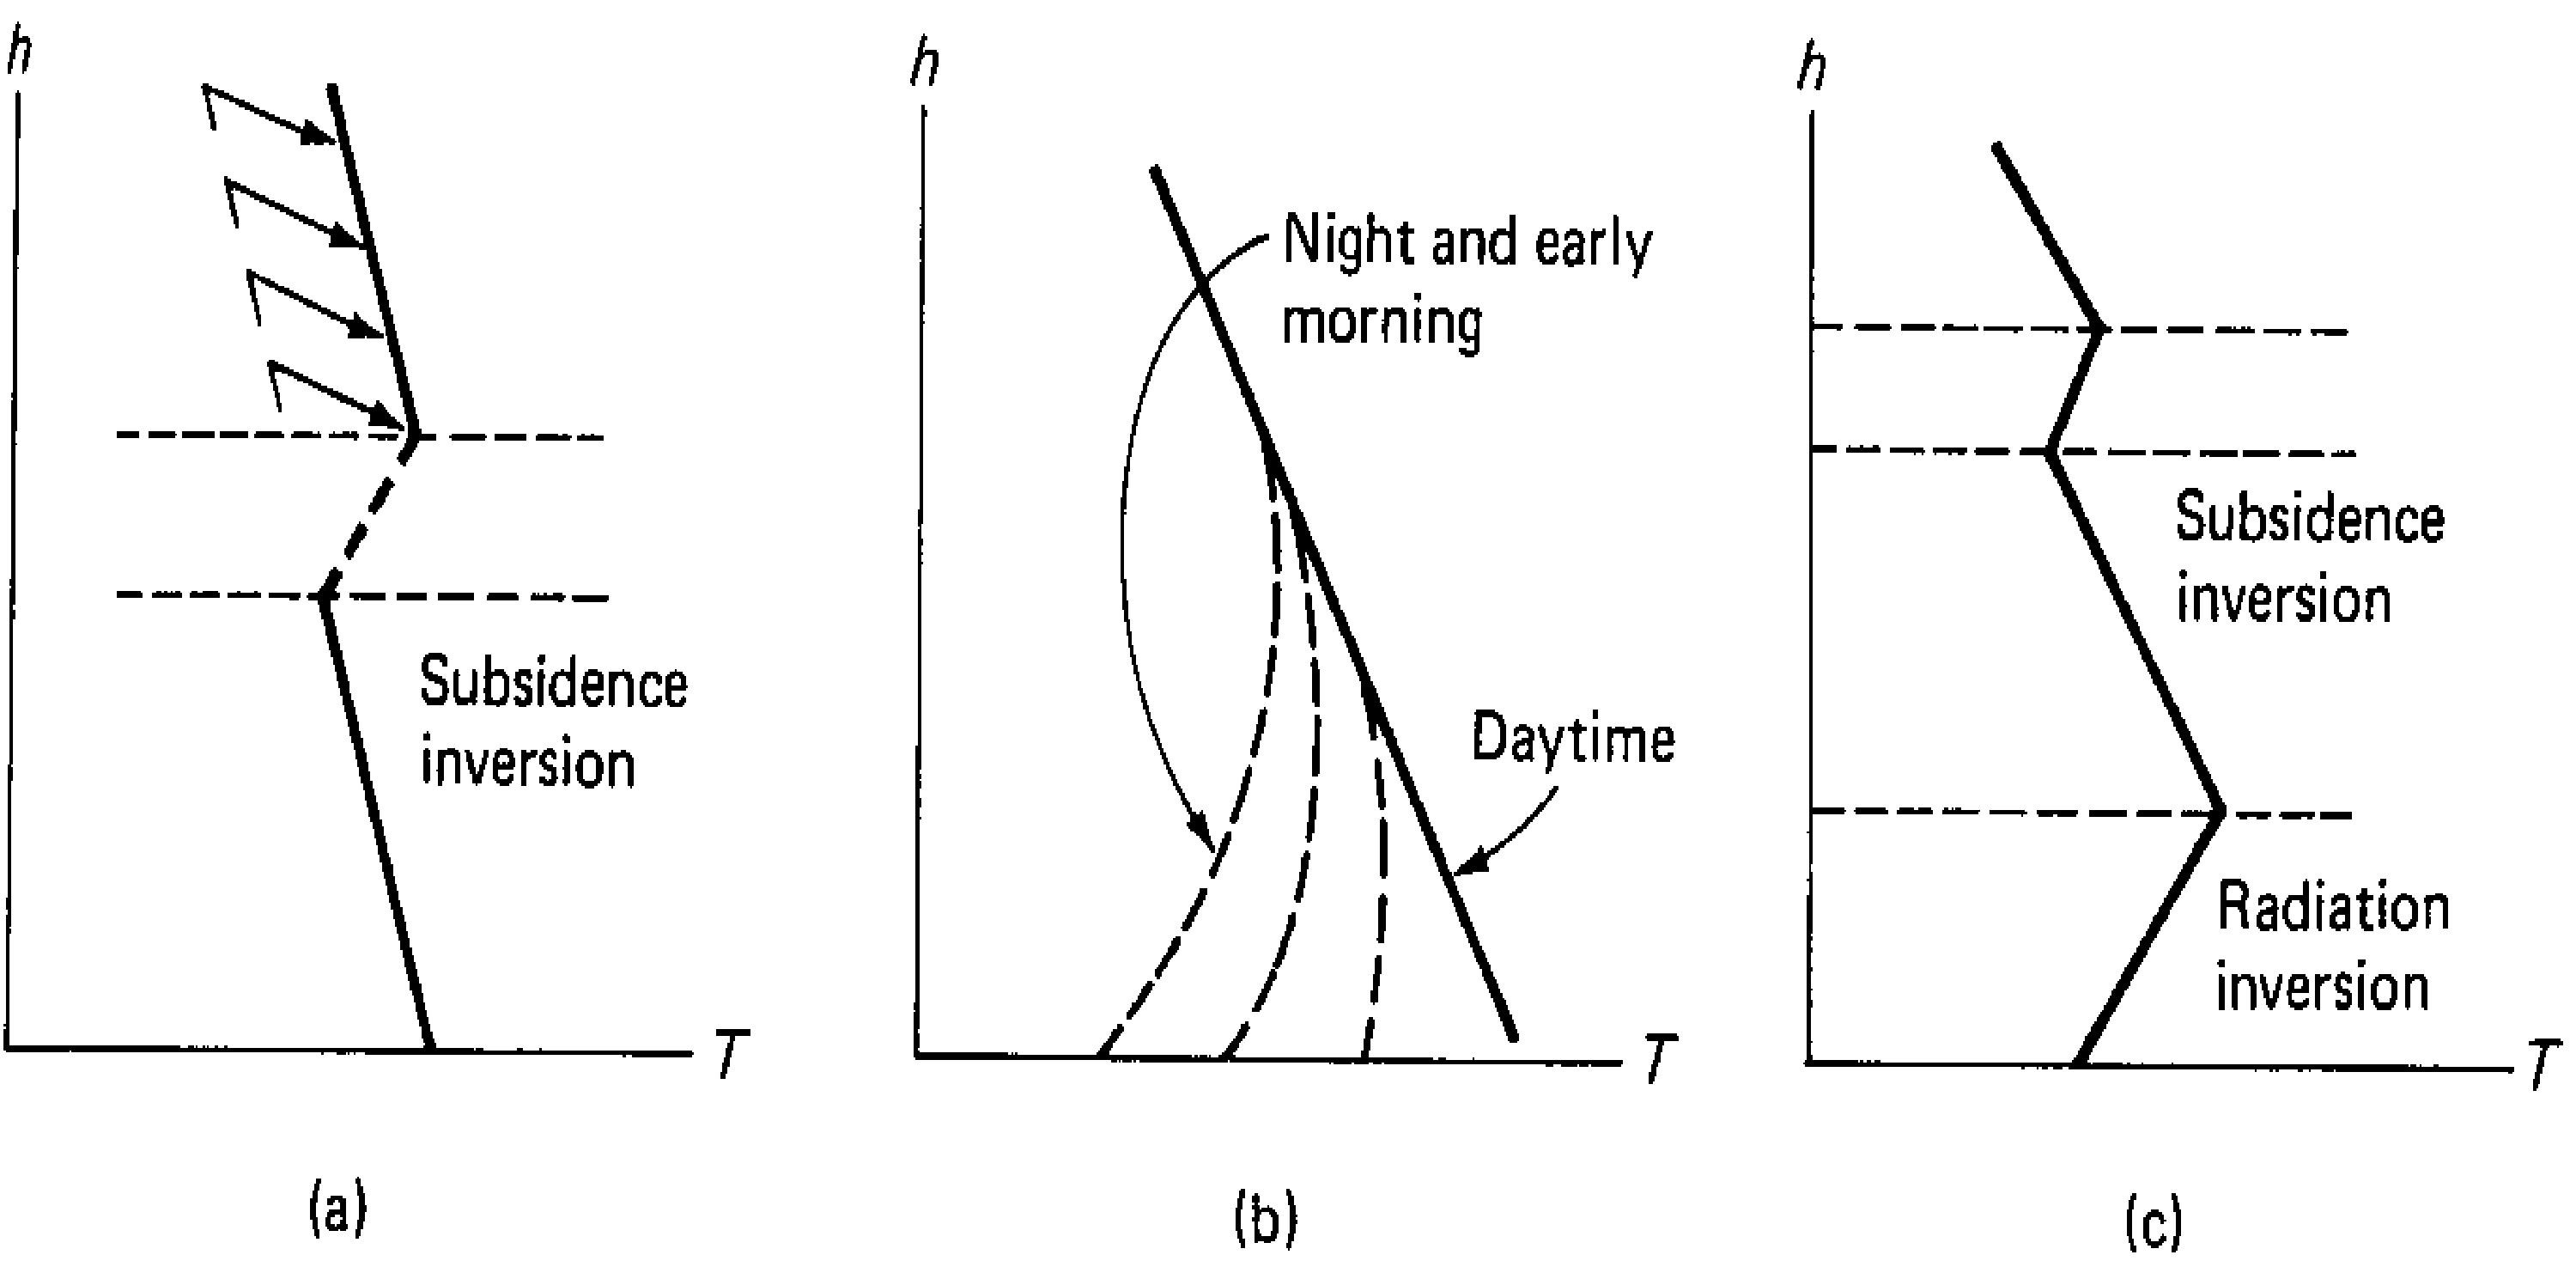 h
Subsidence
inversion
T
(a)
h
Night and early
morning
Daytime
T
(b)
h
Subsidence
inversion
Radiation
inversion
T
(c)